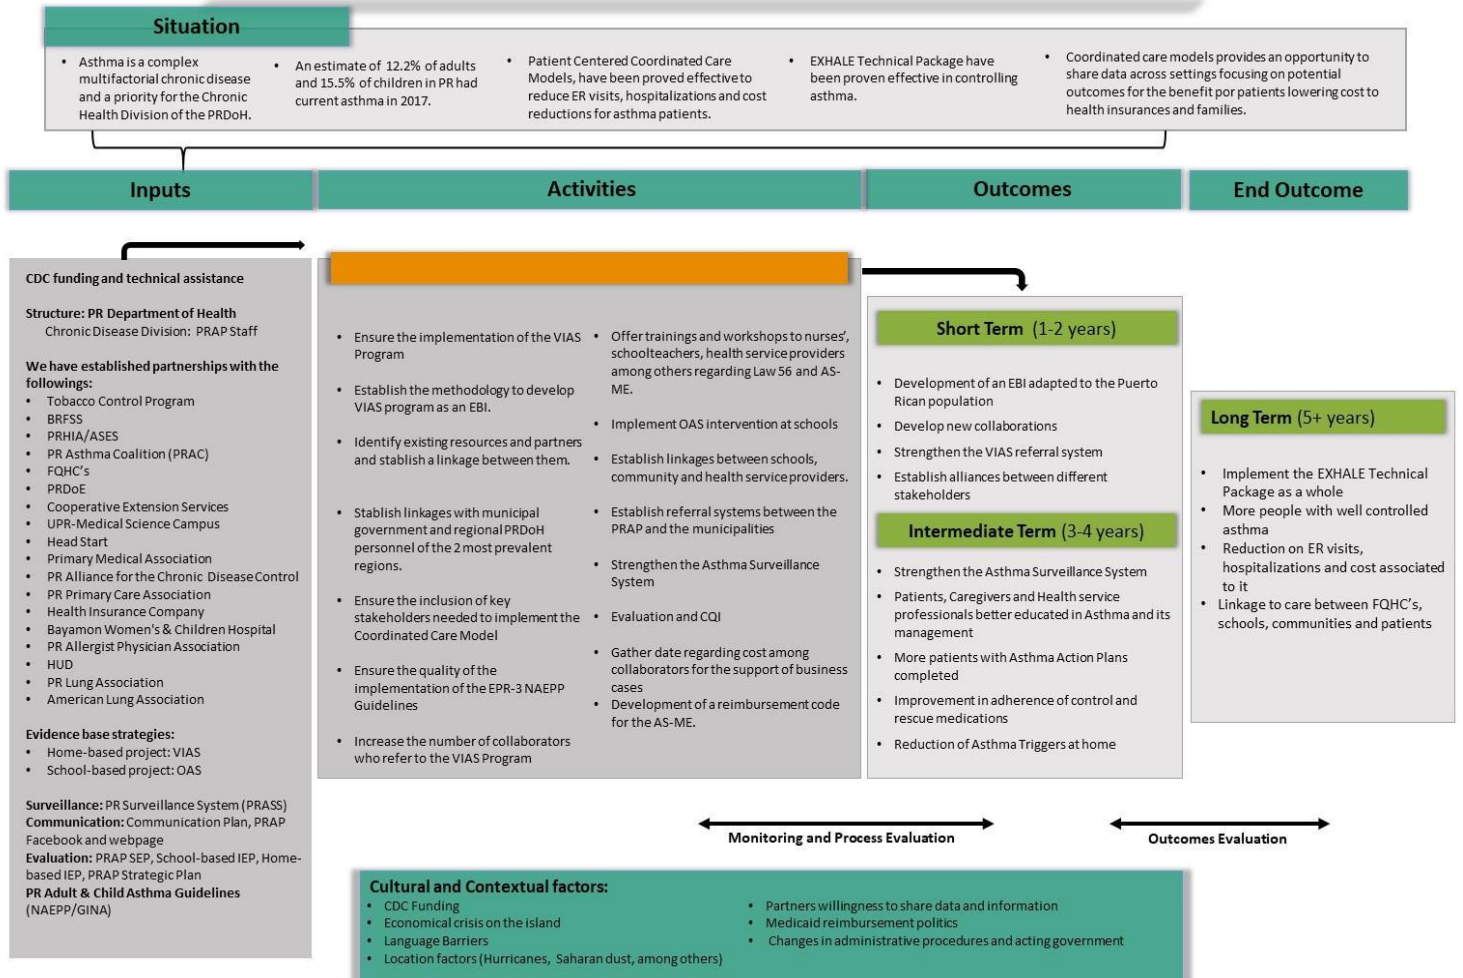 Situation
• Asthma is a complex
multifactorial chronic disease
and a priority for the Chronic
Health Division of the PRDoH.
• An estimate of 12.2% of adults
and 15.5% of children in PR had
current asthma in 2017.
• Patient Centered Coordinated Care
Models, have been proved effective to
reduce ER visits, hospitalizations and cost
reductions for asthma patients.
• EXHALE Technical Package have
been proven effective in controlling
asthma.
• Coordinated care models provides an opportunity to
share data across settings focusing on potential
outcomes for the benefit por patients lowering cost to
health insurances and families.
Inputs
Activities
Outcomes
End Outcome
CDC funding and technical assistance
Structure: PR Department of Health
Chronic Disease Division: PRAP Staff
We have established partnerships with the
followings:
• Tobacco Control Program
• BRFSS
• PRHIA/ASES
• PR Asthma Coalition (PRAC)
• FQHC's
• PRDoE
• Cooperative Extension Services
• UPR-Medical Science Campus
• Head Start
• Primary Medical Association
• PR Alliance for the Chronic Disease Control
• PR Primary Care Association
• Health Insurance Company
• Bayamon Women's & Children Hospital
• PR Allergist Physician Association
• HUD
• PR Lung Association
• American Lung Association
Evidence base strategies:
• Home-based project: VIAS
• School-based project: OAS
Surveillance: PR Surveillance System (PRASS)
Communication: Communication Plan, PRAP
Facebook and webpage
Evaluation: PRAP SEP, School-based IEP, Home-
based IEP, PRAP Strategic Plan
PR Adult & Child Asthma Guidelines
(NAEPP/GINA)
• Ensure the implementation of the VIAS
Program
• Establish the methodology to develop
VIAS program as an EBI.
• Identify existing resources and partners
and stablish a linkage between them.
• Stablish linkages with municipal
government and regional PRDoH
personnel of the 2 most prevalent
regions.
• Ensure the inclusion of key
stakeholders needed to implement the
Coordinated Care Model
• Ensure the quality of the
implementation of the EPR-3 NAEPP
Guidelines
• Increase the number of collaborators
who refer to the VIAS Program
• Offer trainings and workshops to nurses',
schoolteachers, health service providers
among others regarding Law 56 and AS-
ME.
• Implement OAS intervention at schools
• Establish linkages between schools,
community and health service providers.
• Establish referral systems between the
PRAP and the municipalities
• Strengthen the Asthma Surveillance
System
• Evaluation and CQI
• Gather date regarding cost among
collaborators for the support of business
cases
• Development of a reimbursement code
for the AS-ME.
Short Term (1-2 years)
• Development of an EBI adapted to the Puerto
Rican population
• Develop new collaborations
• Strengthen the VIAS referral system
• Establish alliances between different
stakeholders
Intermediate Term (3-4 years)
• Strengthen the Asthma Surveillance System
• Patients, Caregivers and Health service
professionals better educated in Asthma and its
management
• More patients with Asthma Action Plans
completed
• Improvement in adherence of control and
rescue medications
• Reduction of Asthma Triggers at home
Long Term (5+ years)
• Implement the EXHALE Technical
Package as a whole
• More people with well controlled
asthma
• Reduction on ER visits,
hospitalizations and cost associated
to it
• Linkage to care between FQHC's,
schools, communities and patients
Monitoring and Process Evaluation
Outcomes Evaluation
Cultural and Contextual factors:
• CDC Funding
• Economical crisis on the island
• Language Barriers
• Location factors (Hurricanes, Saharan dust, among others)
• Partners willingness to share data and information
• Medicaid reimbursement politics
• Changes in administrative procedures and acting government